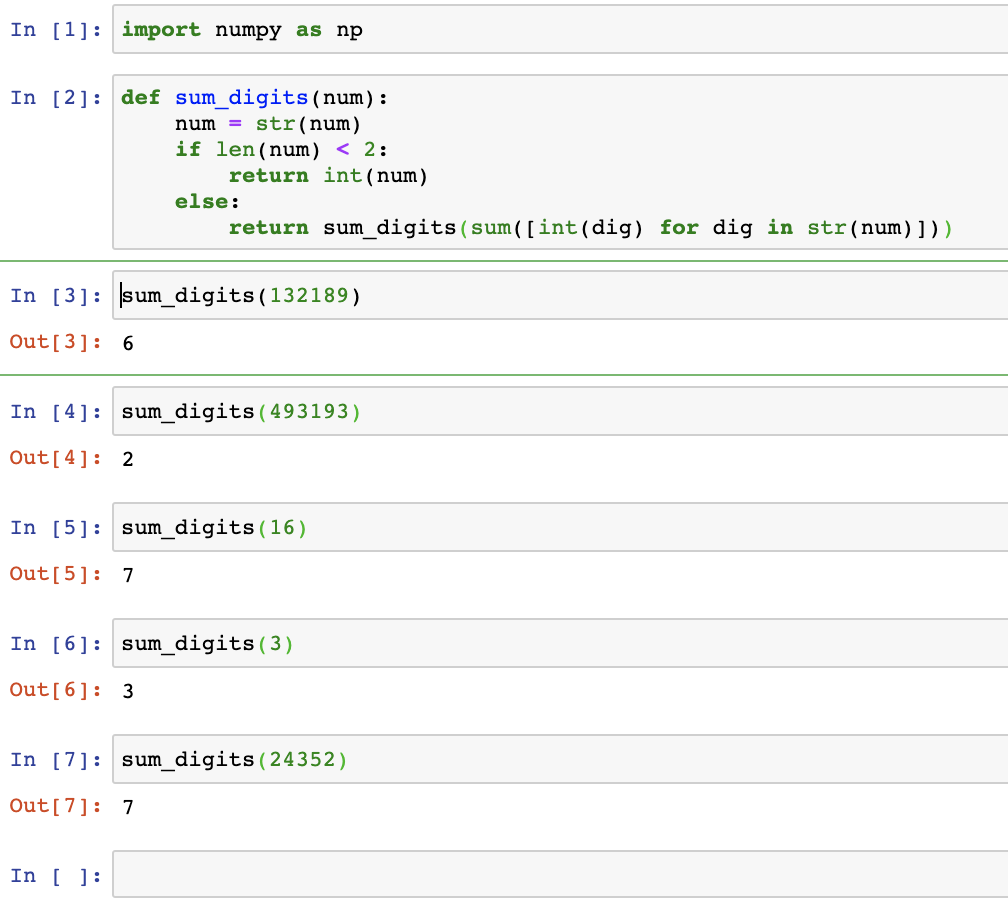 In [1]: import numpy as np
In [2]: def sum_digits(num):
    num = str(num)
    if len(num) < 2:
        return int(num)
    else:
        return sum_digits(sum([int(dig) for dig in str(num)]))
In [3]: sum_digits(132189)
Out[3]: 6
In [4]: sum_digits(493193)
Out[4]: 2
In [5]: sum_digits(16)
Out[5]: 7
In [6]: sum_digits(3)
Out[6]: 3
In [7]: sum_digits(24352)
Out[7]: 7
In [ ]: